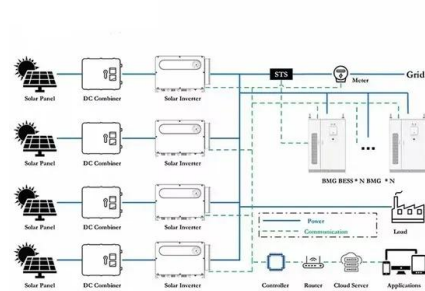 STS
Meter
Grid
Solar Panel
DC Combiner
Solar Inverter
Solar Panel
DC Combiner
Solar Inverter
BMG BESS * N BMG * N
Solar Panel
DC Combiner
Solar Inverter
Power
Communication
Load
Solar Panel
DC Combiner
Solar Inverter
Controller
Router
Cloud Server
Applications